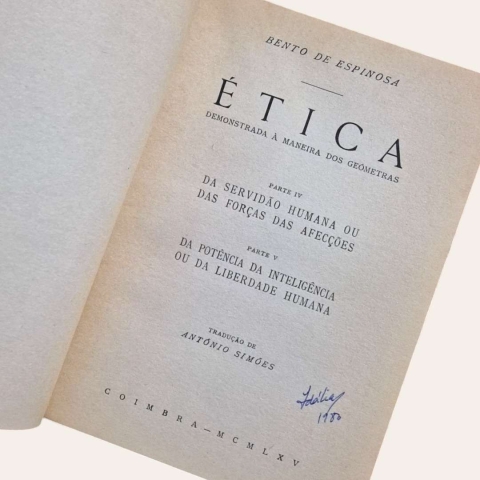 BENTO DE ESPINOSA
ÉTICA
DEMONSTRADA À MANEIRA DOS GEÓMETRAS
PARTE IV
DA SERVIDÃO HUMANA OU
DAS FORÇAS DAS AFECÇÕES
PARTE V
DA POTÊNCIA DA INTELIGÊNCIA
OU DA LIBERDADE HUMANA
TRADUÇÃO DE
ANTÓNIO SIMÕES
1980
COIMBRA—MCMLXV